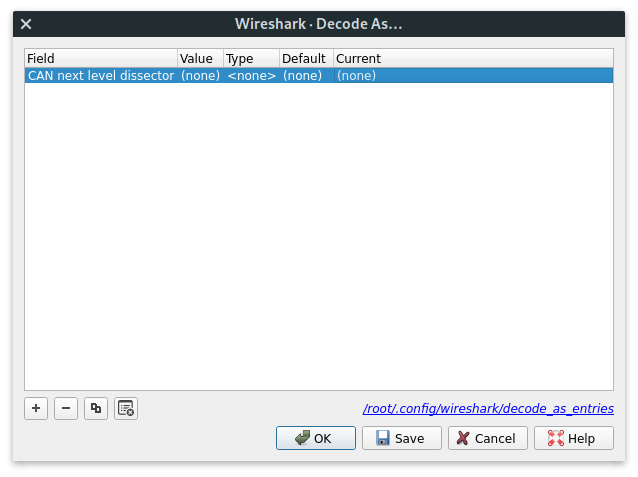 Wireshark · Decode As...
Field Value Type Default Current
CAN next level dissector (none) <none> (none) (none)
/root/.config/wireshark/decode_as_entries
OK Save Cancel Help